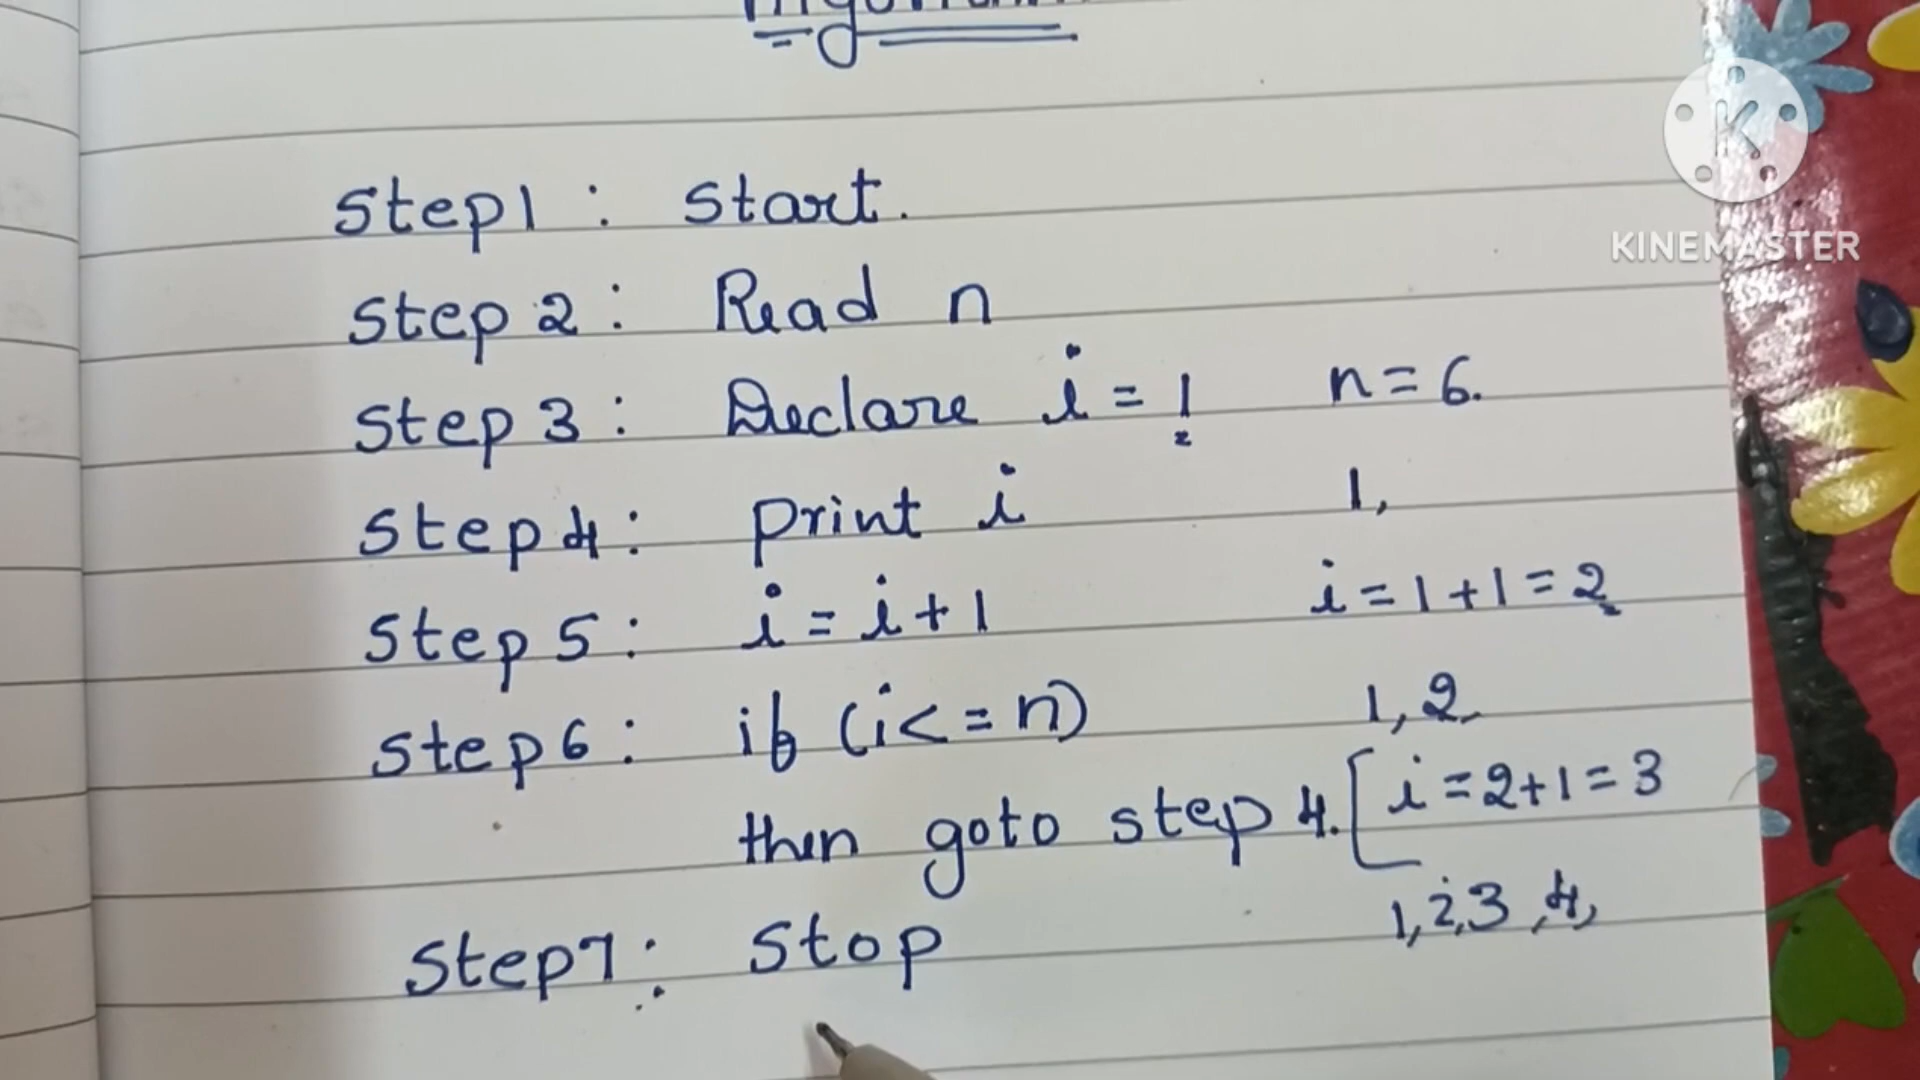 Algorithm
KINEMASTER
Step1 : Start.
Step 2 : Read n
Step 3 : Declare i = 1 n = 6.
Step 4 : print i 1,
Step 5 : i = i + 1 i = 1 + 1 = 2
Step 6 : if (i < = n) 1, 2,
then goto step 4. [ i = 2 + 1 = 3
1, 2, 3, 4,
Step 7 : Stop